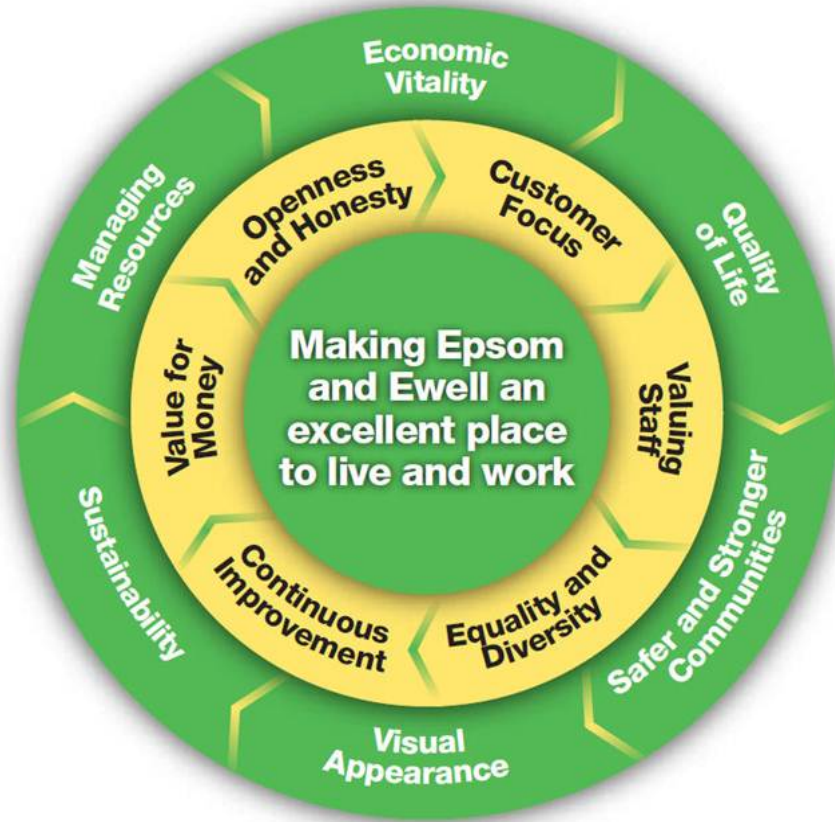 Economic
Vitality
Quality
of Life
Safer and Stronger
Communities
Visual
Appearance
Sustainability
Managing
Resources
Openness
and Honesty
Customer
Focus
Valuing
Staff
Equality and
Diversity
Continuous
Improvement
Value for
Money
Making Epsom
and Ewell an
excellent place
to live and work